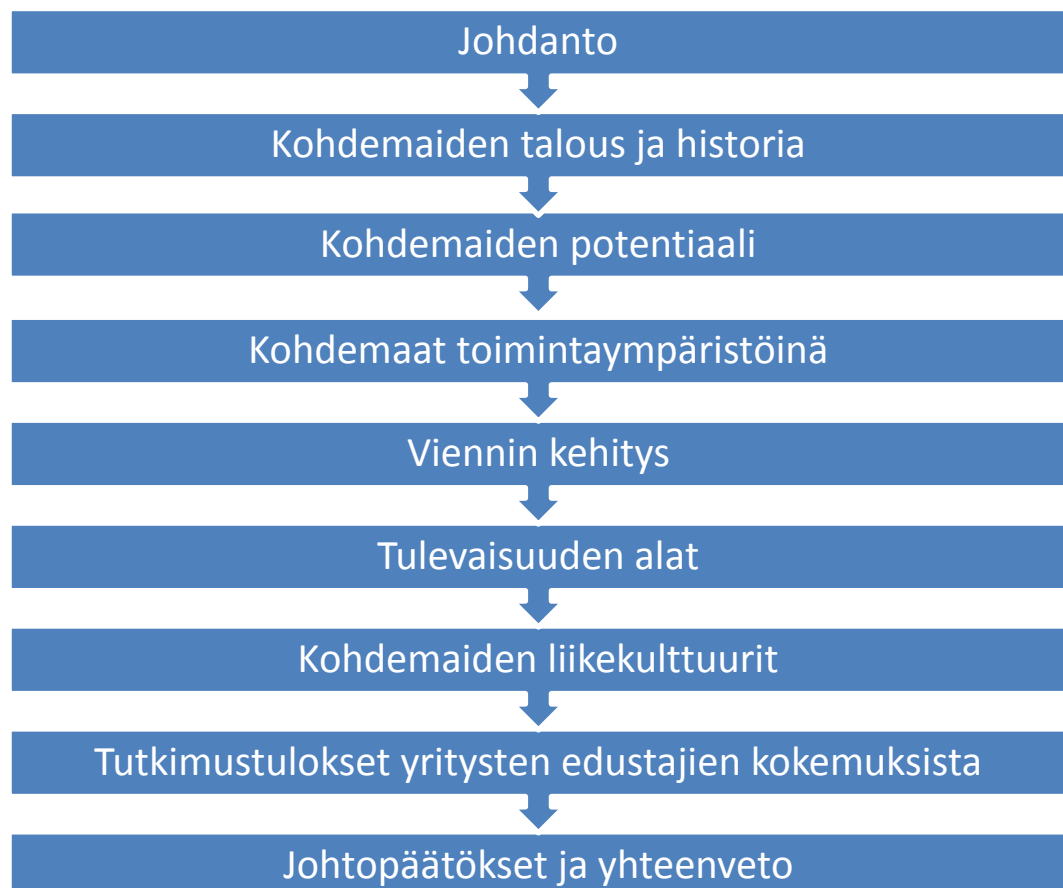 Johdanto
Kohdemaiden talous ja historia
Kohdemaiden potentiaali
Kohdemaat toimintaympäristöinä
Viennin kehitys
Tulevaisuuden alat
Kohdemaiden liikekulttuurit
Tutkimustulokset yritysten edustajien kokemuksista
Johtopäätökset ja yhteenveto